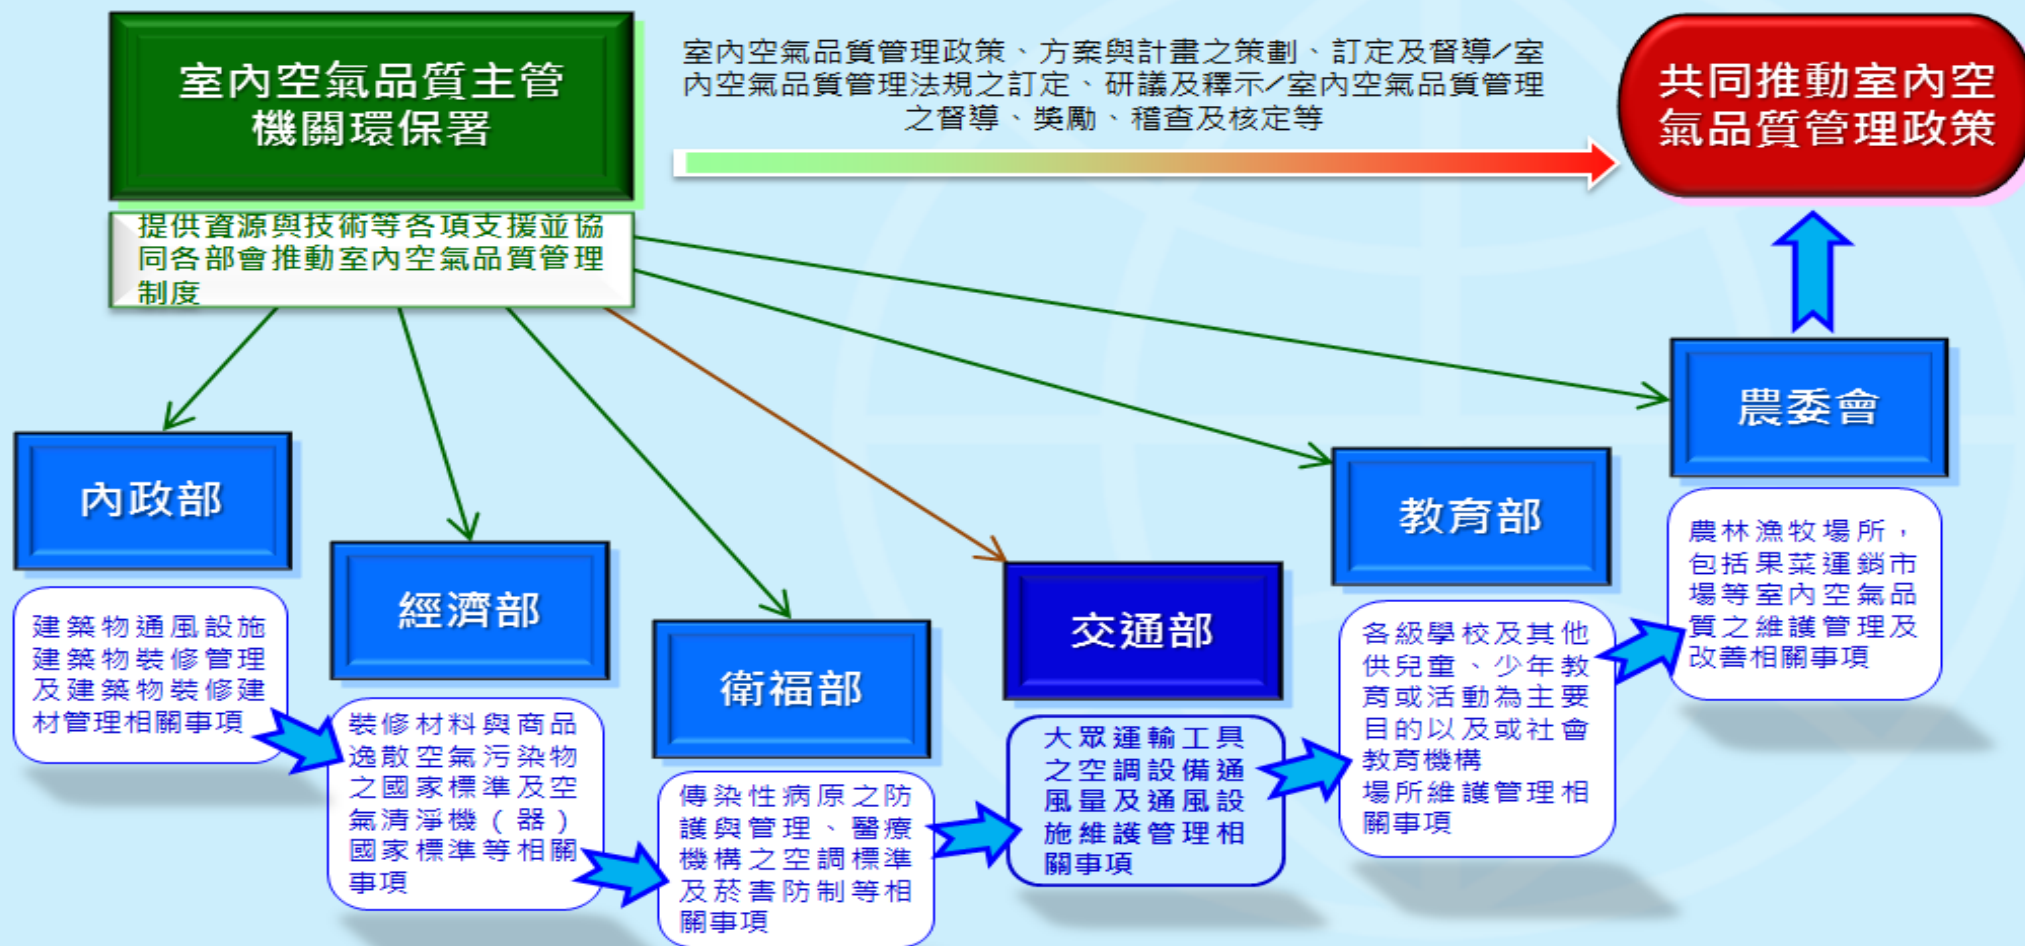 室內空氣品質主管
機關環保署
室內空氣品質管理政策、方案與計畫之策劃、訂定及督導/室
內空氣品質管理法規之訂定、研議及釋示/室內空氣品質管理
之督導、獎勵、稽查及核定等
共同推動室內空
氣品質管理政策
提供資源與技術等各項支援並協
同各部會推動室內空氣品質管理
制度
內政部
建築物通風設施
建築物裝修管理
及建築物裝修建
材管理相關事項
經濟部
裝修材料與商品
逸散空氣污染物
之國家標準及空
氣清淨機（器）
國家標準等相關
事項
衛福部
傳染性病原之防
護與管理、醫療
機構之空調標準
及菸害防制等相
關事項
交通部
大眾運輸工具
之空調設備通
風量及通風設
施維護管理相
關事項
教育部
各級學校及其他
供兒童、少年教
育或活動為主要
目的以及或社會
教育機構
場所維護管理相
關事項
農委會
農林漁牧場所，
包括果菜運銷市
場等室內空氣品
質之維護管理及
改善相關事項